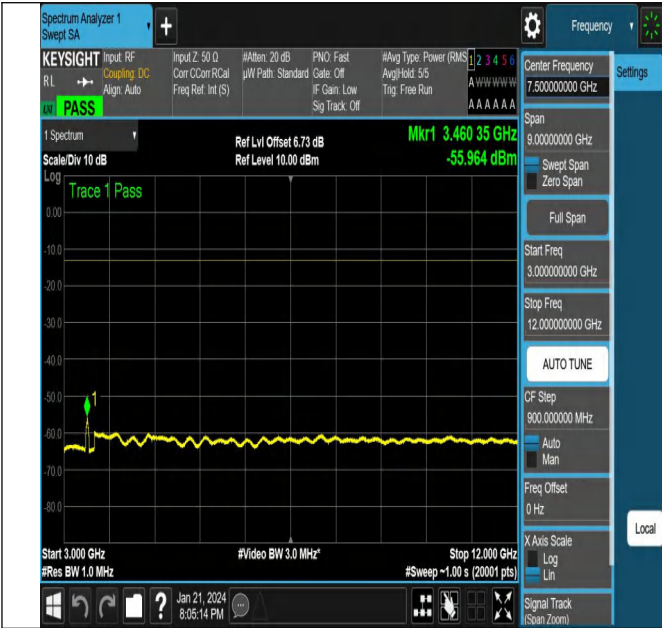 Spectrum Analyzer 1
Swept SA
+
Frequency
KEYSIGHT
RL
PASS
Input: RF
Coupling: DC
Align: Auto
Input Z: 50 Ω
Corr CCorr RCal
Freq Ref: Int (S)
#Atten: 20 dB
µW Path: Standard
PNO: Fast
Gate: Off
IF Gain: Low
Sig Track: Off
#Avg Type: Power (RMS
Avg|Hold: 5/5
Trig: Free Run
1 2 3 4 5 6
A W W W W W
A A A A A A
1 Spectrum
Scale/Div 10 dB
Ref Lvl Offset 6.73 dB
Ref Level 10.00 dBm
Mkr1 3.460 35 GHz
-55.964 dBm
Log
Trace 1 Pass
0.00
-10.0
-20.0
-30.0
-40.0
-50.0
-60.0
-70.0
-80.0
1
Start 3.000 GHz
#Res BW 1.0 MHz
#Video BW 3.0 MHz*
Stop 12.000 GHz
#Sweep ~1.00 s (20001 pts)
?
Jan 21, 2024
8:05:14 PM
Center Frequency
7.500000000 GHz
Span
9.00000000 GHz
Swept Span
Zero Span
Full Span
Start Freq
3.000000000 GHz
Stop Freq
12.000000000 GHz
AUTO TUNE
CF Step
900.000000 MHz
Auto
Man
Freq Offset
0 Hz
X Axis Scale
Log
Lin
Signal Track
(Span Zoom)
Settings
Local